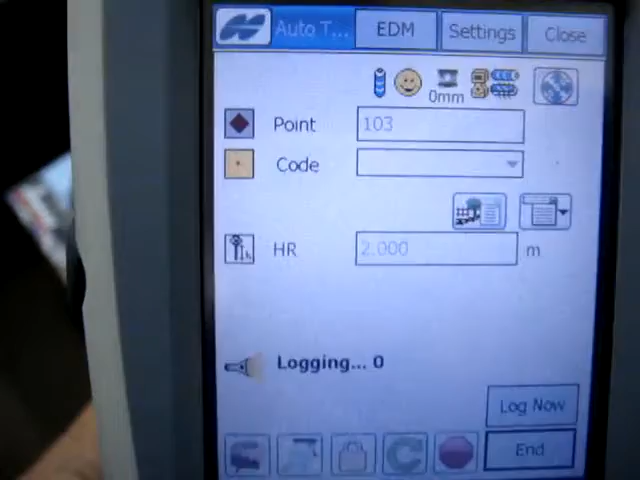 Auto T...
EDM
Settings
Close
0mm
Point
103
Code
HR
2.000
m
Logging... 0
Log Now
End